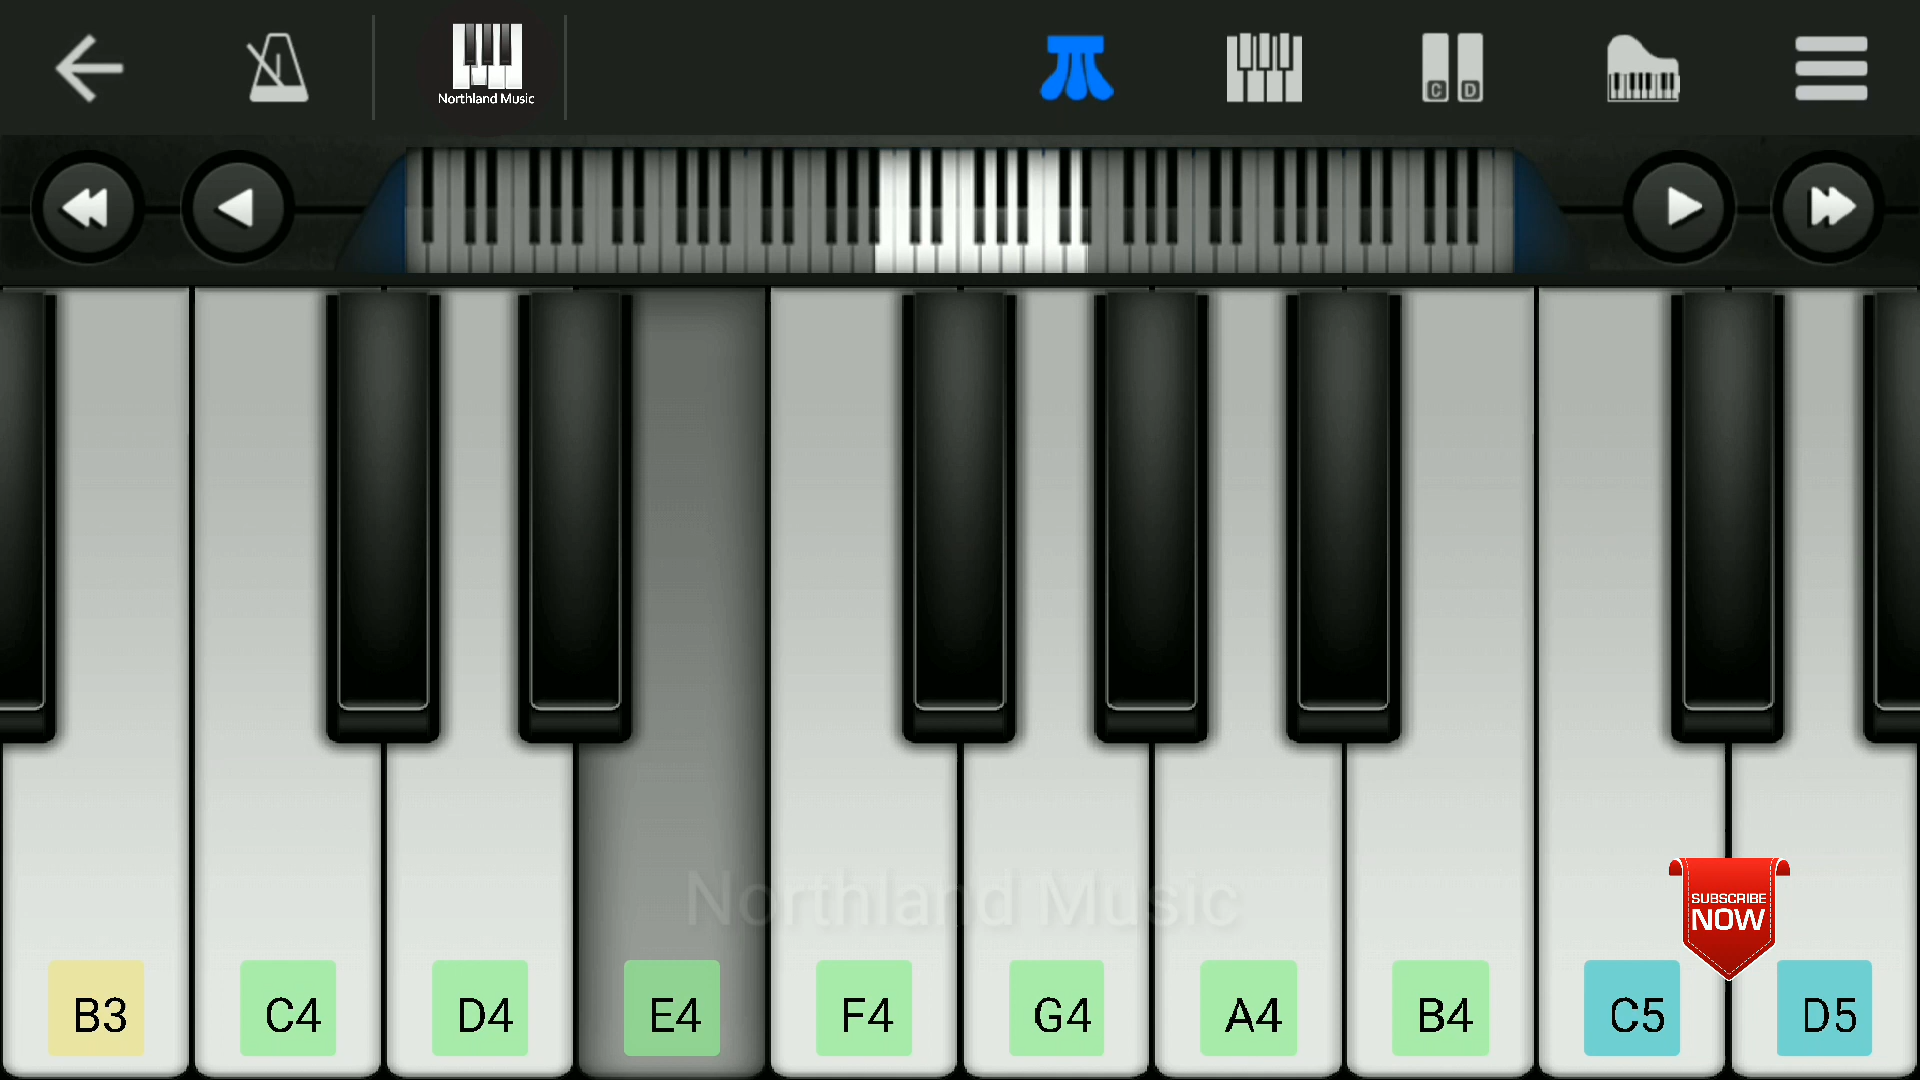 Northland Music
C D
Northland Music
SUBSCRIBE
NOW
B3 C4 D4 E4 F4 G4 A4 B4 C5 D5